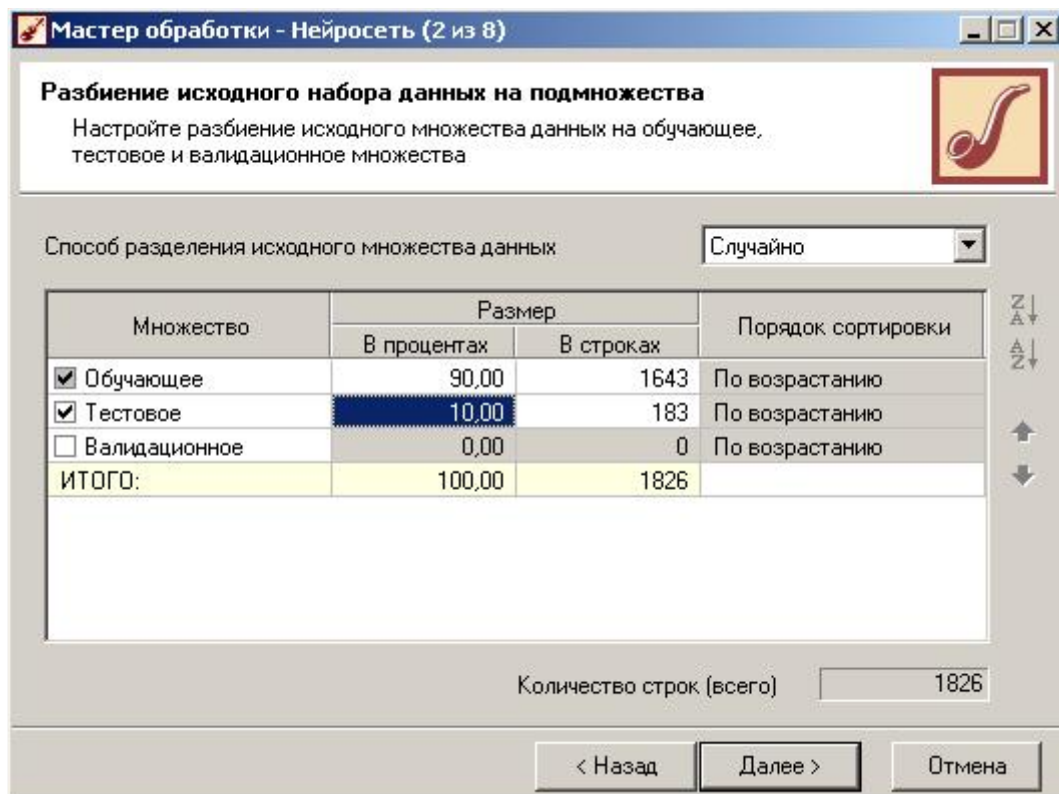 Мастер обработки - Нейросеть (2 из 8)
Разбиение исходного набора данных на подмножества
Настройте разбиение исходного множества данных на обучающее,
тестовое и валидационное множества
Способ разделения исходного множества данных Случайно
Множество Размер Порядок сортировки
В процентах В строках
Обучающее 90,00 1643 По возрастанию
Тестовое 10,00 183 По возрастанию
Валидационное 0,00 0 По возрастанию
ИТОГО: 100,00 1826
Z A
A Z
Количество строк (всего) 1826
< Назад Далее > Отмена